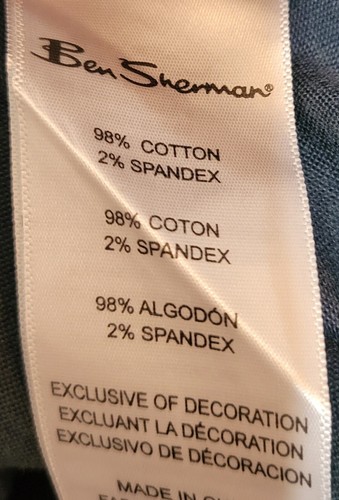 Ben Sherman®
98% COTTON
2% SPANDEX
98% COTON
2% SPANDEX
98% ALGODÓN
2% SPANDEX
EXCLUSIVE OF DECORATION
EXCLUANT LA DÉCORATION
EXCLUSIVO DE DÉCORACION
MADE IN